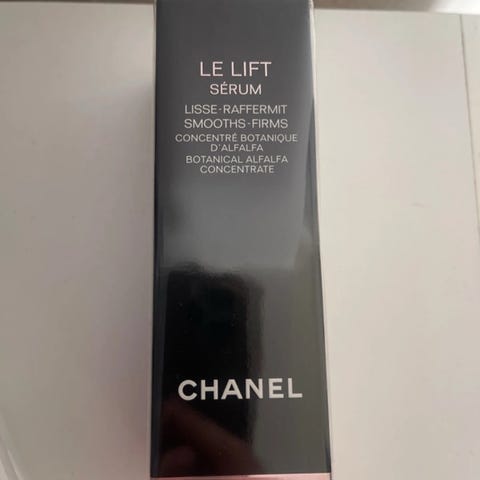 LE LIFT
SÉRUM
LISSE-RAFFERMIT
SMOOTHS-FIRMS
CONCENTRÉ BOTANIQUE
D'ALFALFA
BOTANICAL ALFALFA
CONCENTRATE
CHANEL